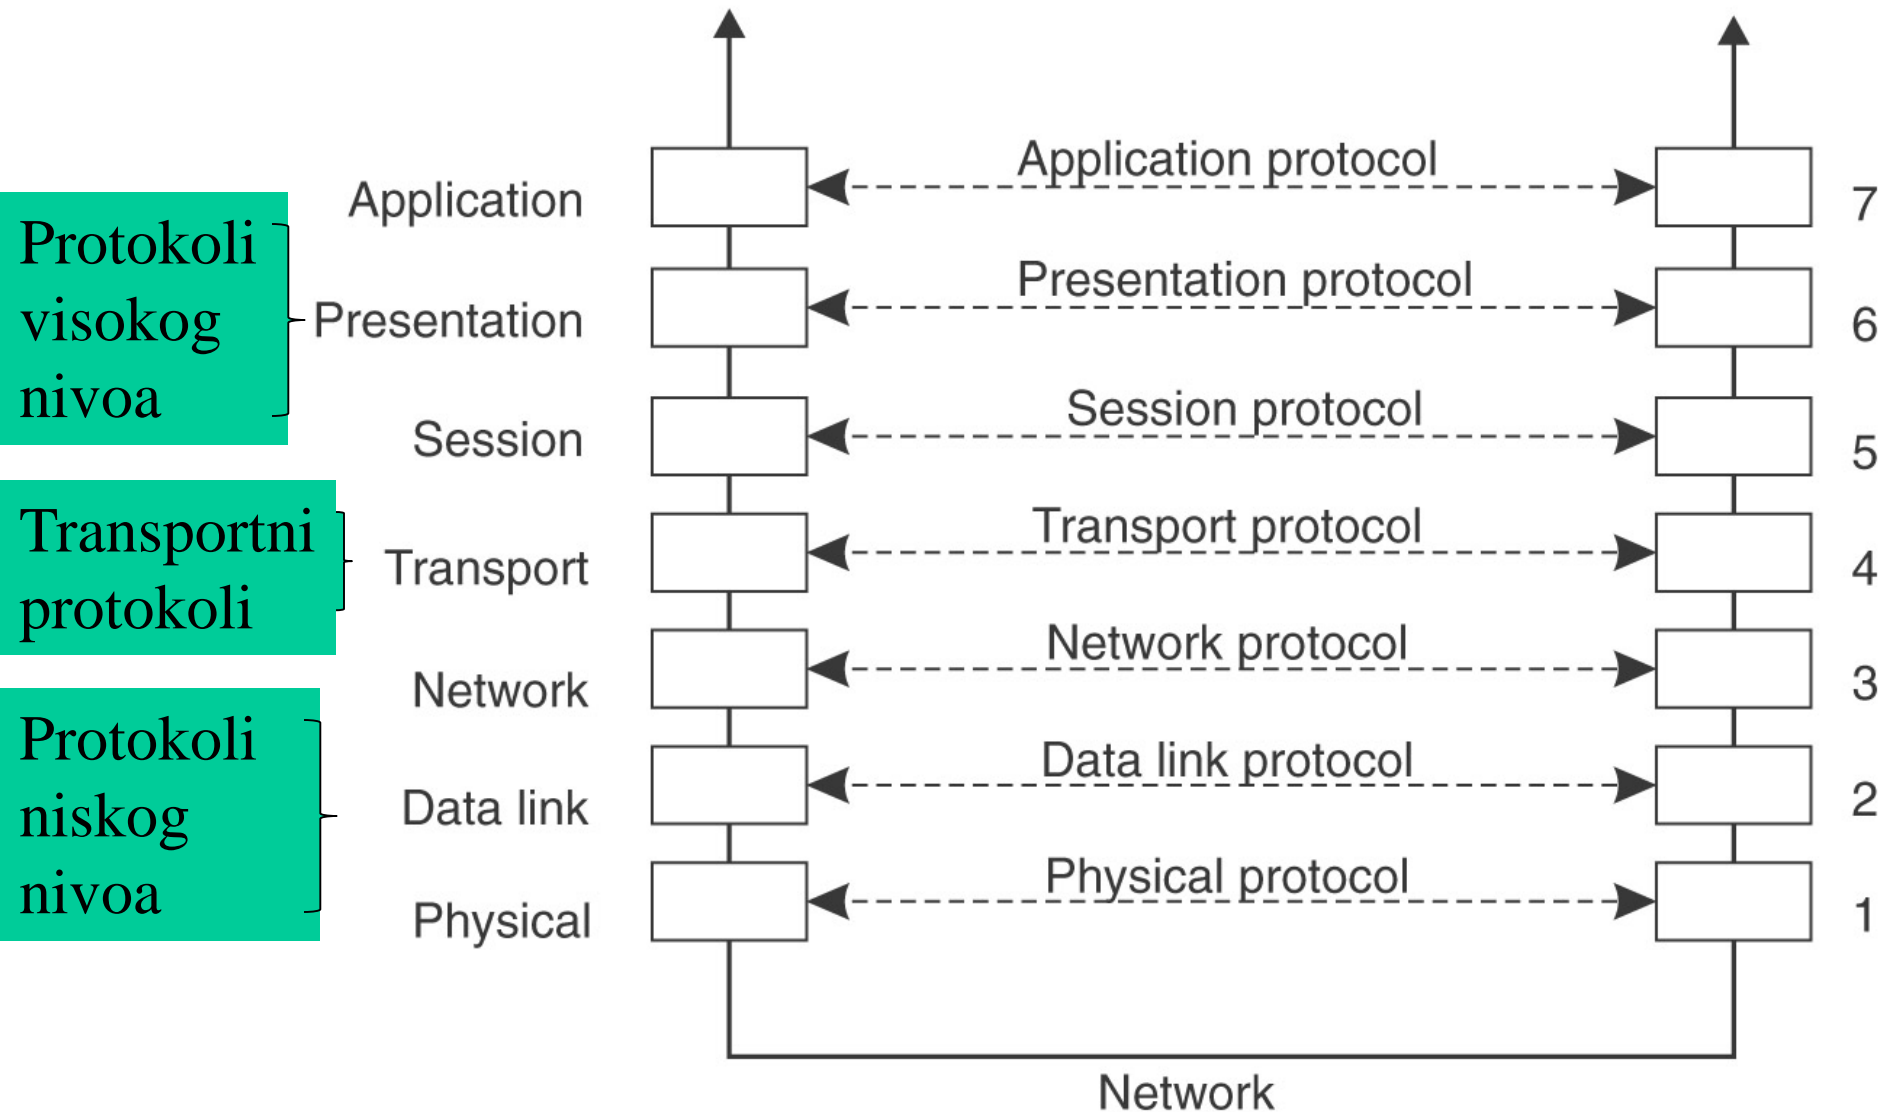 Protokoli
visokog
nivoa
Transportni
protokoli
Protokoli
niskog
nivoa
Application
Application protocol
7
Presentation
Presentation protocol
6
Session
Session protocol
5
Transport
Transport protocol
4
Network
Network protocol
3
Data link
Data link protocol
2
Physical
Physical protocol
1
Network